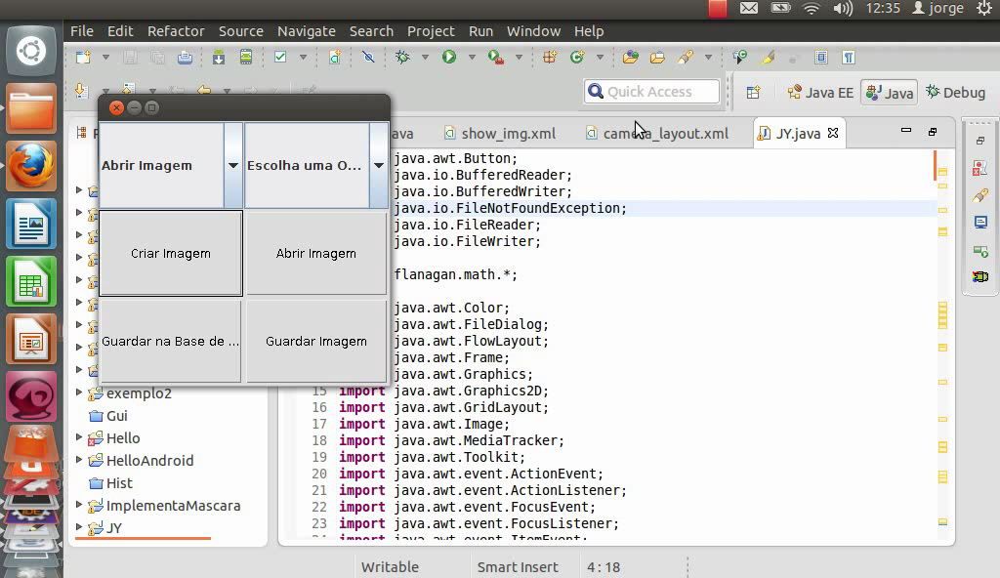 12:35 jorge
File Edit Refactor Source Navigate Search Project Run Window Help
Quick Access Java EE Java Debug
ava show_img.xml camera_layout.xml JY.java
Abrir Imagem Escolha uma O...
Criar Imagem Abrir Imagem
Guardar na Base de ... Guardar Imagem
java.awt.Button;
java.io.BufferedReader;
java.io.BufferedWriter;
java.io.FileNotFoundException;
java.io.FileReader;
java.io.FileWriter;
flanagan.math.*;
java.awt.Color;
java.awt.FileDialog;
java.awt.FlowLayout;
java.awt.Frame;
java.awt.Graphics;
15 import java.awt.Graphics2D;
16 import java.awt.GridLayout;
17 import java.awt.Image;
18 import java.awt.MediaTracker;
19 import java.awt.Toolkit;
20 import java.awt.event.ActionEvent;
21 import java.awt.event.ActionListener;
22 import java.awt.event.FocusEvent;
23 import java.awt.event.FocusListener;
24 import java.awt.event.ItemEvent;
exemplo2
Gui
Hello
HelloAndroid
Hist
ImplementaMascara
JY
Writable Smart Insert 4:18